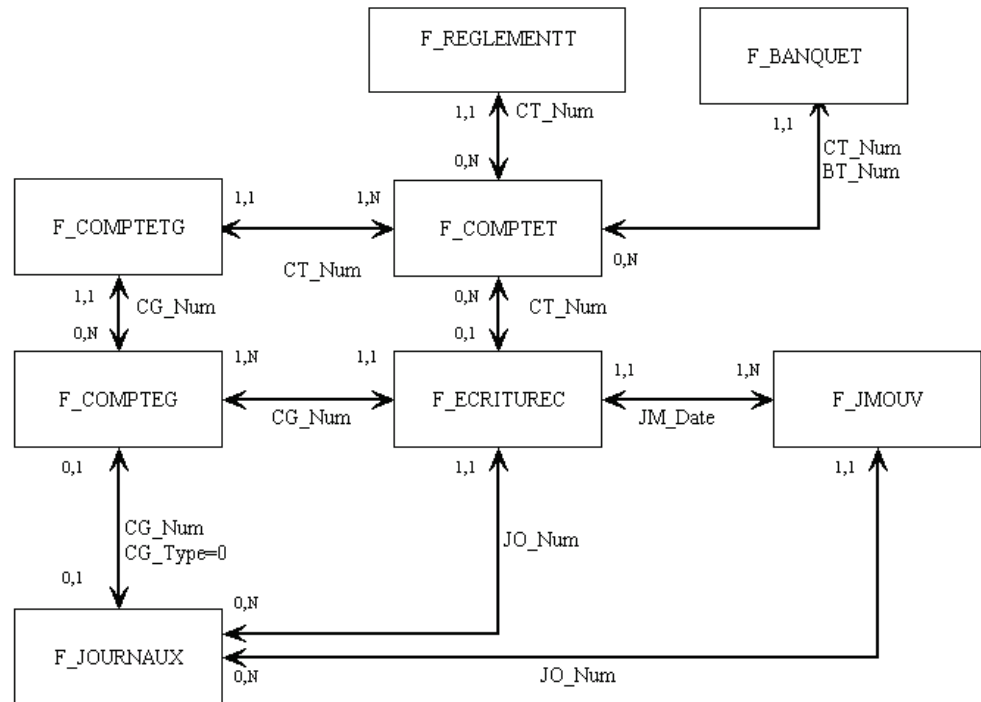 F_REGLEMENTT
F_BANQUET
1,1
CT_Num
0,N
1,1
CT_Num
BT_Num
F_COMPTETG
1,1
1,N
CT_Num
F_COMPTET
0,N
1,1
CG_Num
0,N
0,N
CT_Num
0,1
F_COMPTEG
1,N
1,1
CG_Num
F_ECRITUREC
1,1
1,N
JM_Date
F_JMOUV
0,1
CG_Num
CG_Type=0
0,1
1,1
JO_Num
0,N
1,1
F_JOURNAUX
0,N
JO_Num